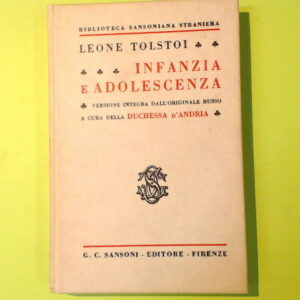 BIBLIOTECA SANSONIANA STRANIERA
LEONE TOLSTOI
INFANZIA
E ADOLESCENZA
VERSIONE INTEGRA DALL'ORIGINALE RUSSO
A CURA DELLA DUCHESSA D'ANDRIA
G. C. SANSONI - EDITORE - FIRENZE